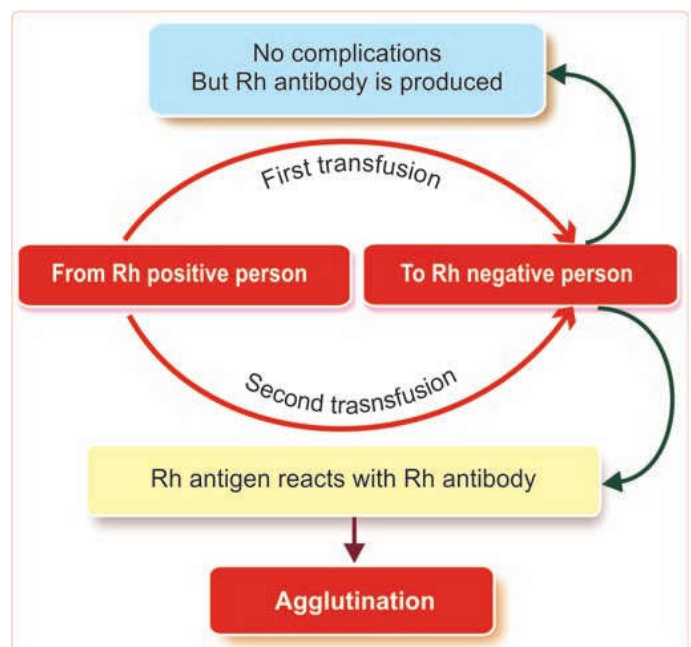 No complications
But Rh antibody is produced
First transfusion
From Rh positive person
To Rh negative person
Second trasnsfusion
Rh antigen reacts with Rh antibody
Agglutination